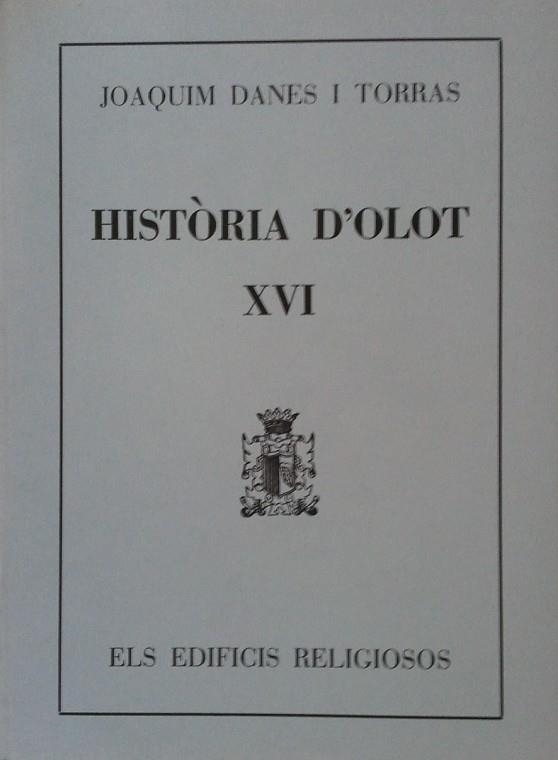 JOAQUIM DANES I TORRAS
HISTÒRIA D'OLOT
XVI
ELS EDIFICIS RELIGIOSOS